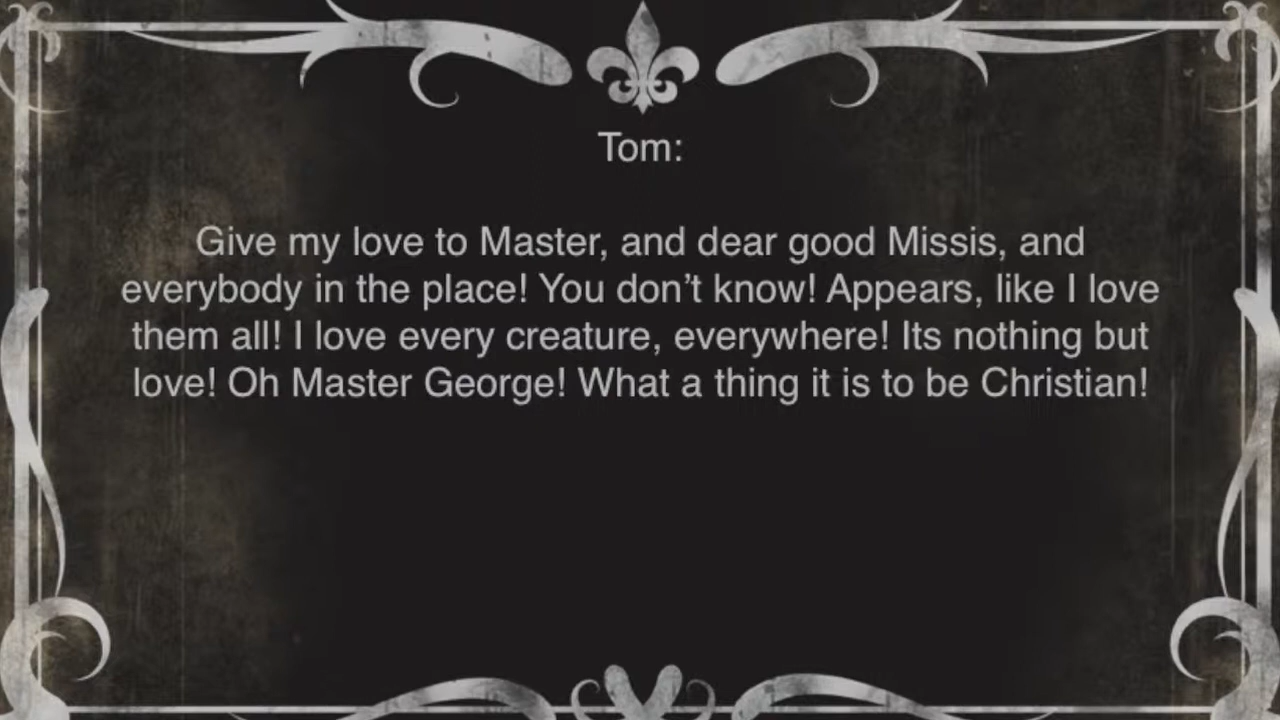 Tom:
Give my love to Master, and dear good Missis, and
everybody in the place! You don’t know! Appears, like I love
them all! I love every creature, everywhere! Its nothing but
love! Oh Master George! What a thing it is to be Christian!